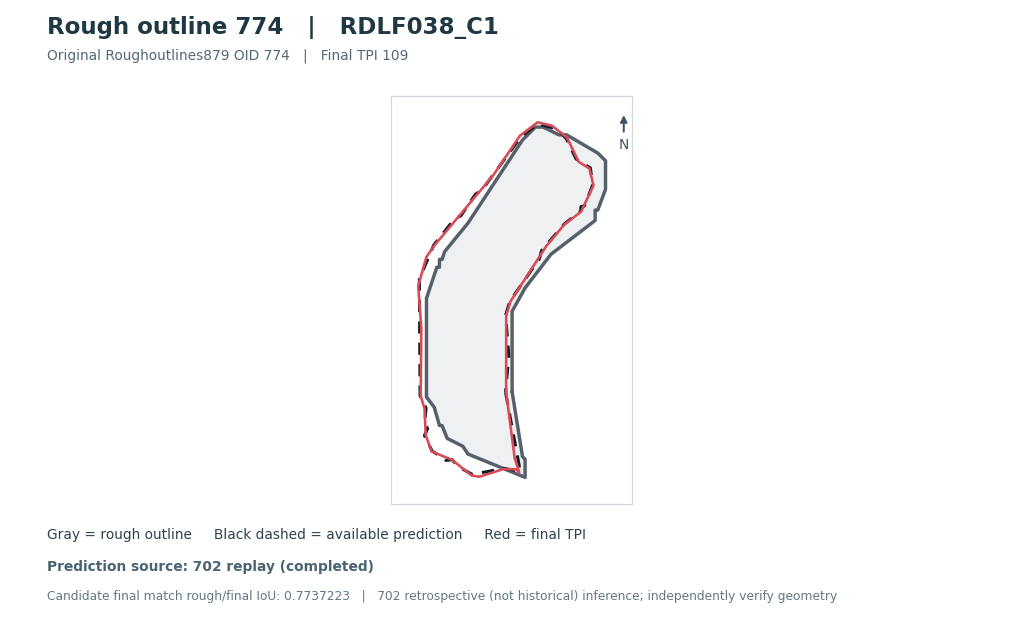 Rough outline 774   |   RDLF038_C1
Original Roughoutlines879 OID 774   |   Final TPI 109
N
Gray = rough outline     Black dashed = available prediction     Red = final TPI
Prediction source: 702 replay (completed)
Candidate final match rough/final IoU: 0.7737223   |   702 retrospective (not historical) inference; independently verify geometry